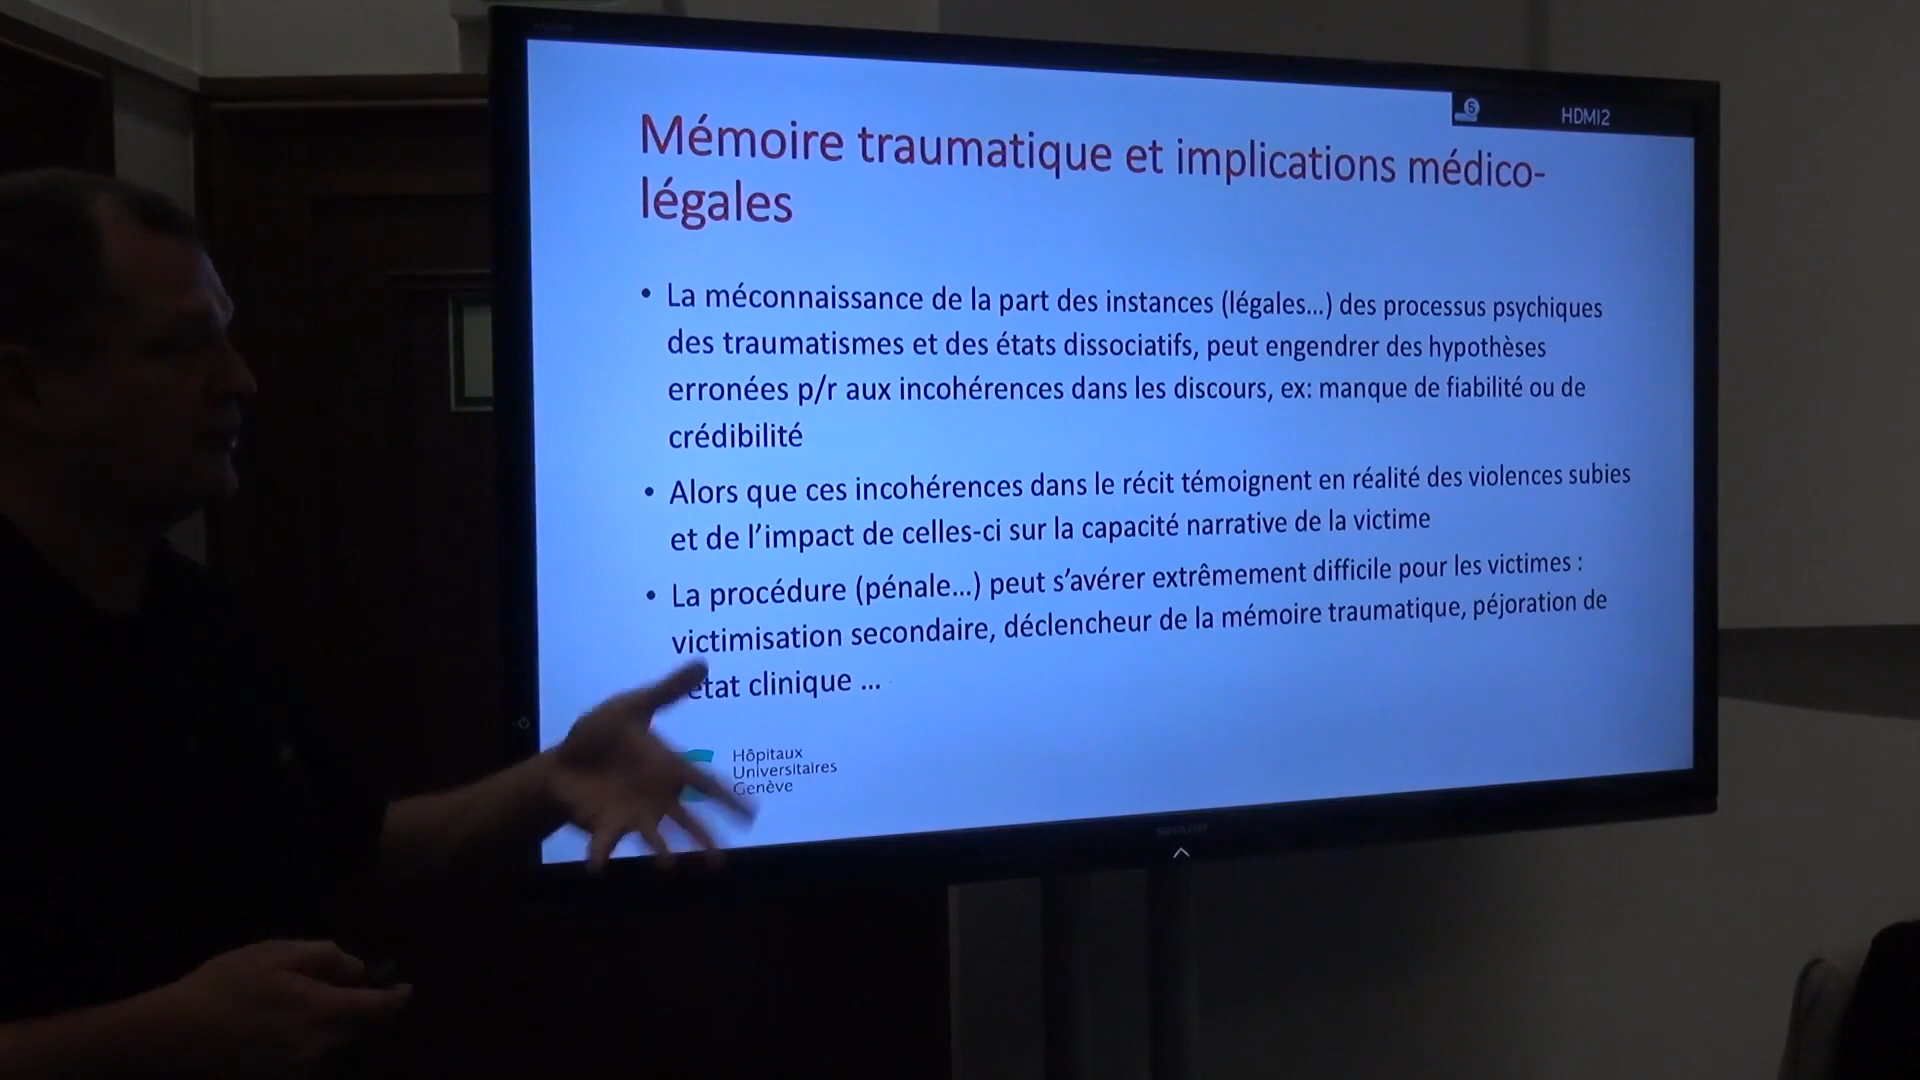 HDMI2
Mémoire traumatique et implications médico-
légales
• La méconnaissance de la part des instances (légales...) des processus psychiques
des traumatismes et des états dissociatifs, peut engendrer des hypothèses
erronées p/r aux incohérences dans les discours, ex: manque de fiabilité ou de
crédibilité
• Alors que ces incohérences dans le récit témoignent en réalité des violences subies
et de l'impact de celles-ci sur la capacité narrative de la victime
• La procédure (pénale...) peut s'avérer extrêmement difficile pour les victimes :
victimisation secondaire, déclencheur de la mémoire traumatique, péjoration de
état clinique ...
Hôpitaux
Universitaires
Genève
SHARP